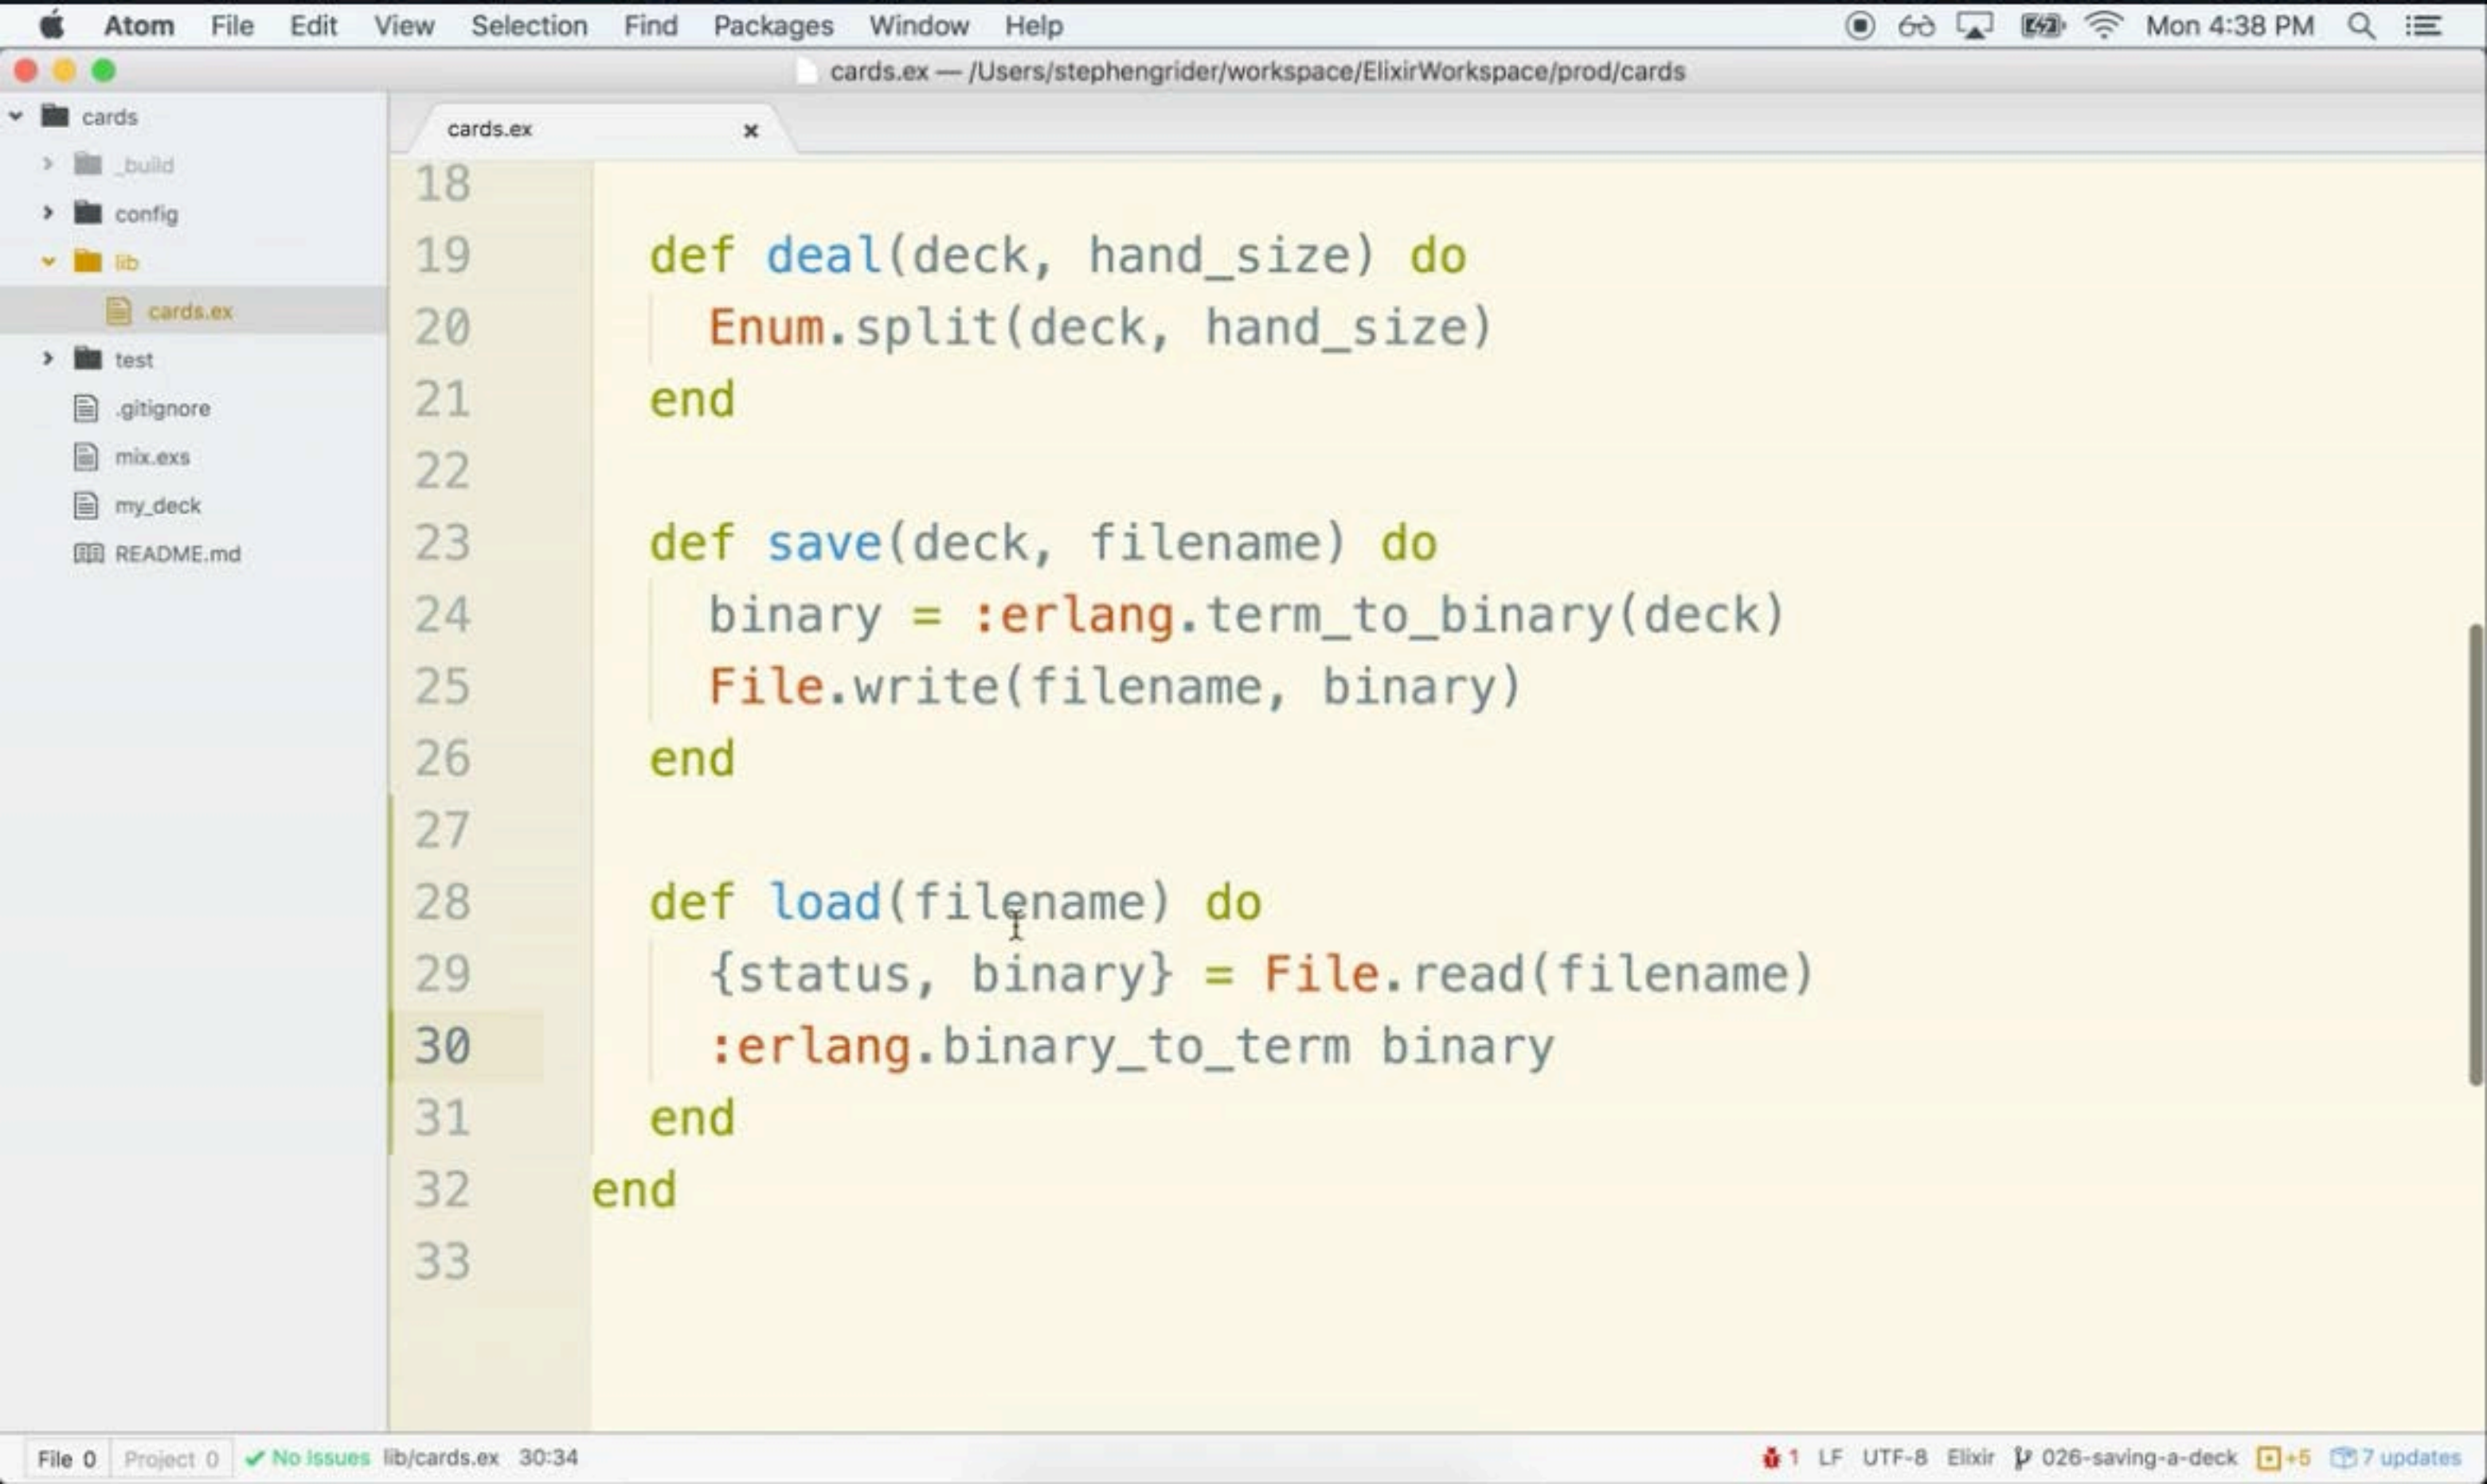 Atom File Edit View Selection Find Packages Window Help Mon 4:38 PM
cards.ex — /Users/stephengrider/workspace/ElixirWorkspace/prod/cards
cards
_build
config
lib
cards.ex
test
.gitignore
mix.exs
my_deck
README.md
cards.ex
18
19 def deal(deck, hand_size) do
20 Enum.split(deck, hand_size)
21 end
22
23 def save(deck, filename) do
24 binary = :erlang.term_to_binary(deck)
25 File.write(filename, binary)
26 end
27
28 def load(filename) do
29 {status, binary} = File.read(filename)
30 :erlang.binary_to_term binary
31 end
32 end
33
File 0 Project 0 No Issues lib/cards.ex 30:34 1 LF UTF-8 Elixir 026-saving-a-deck +5 7 updates